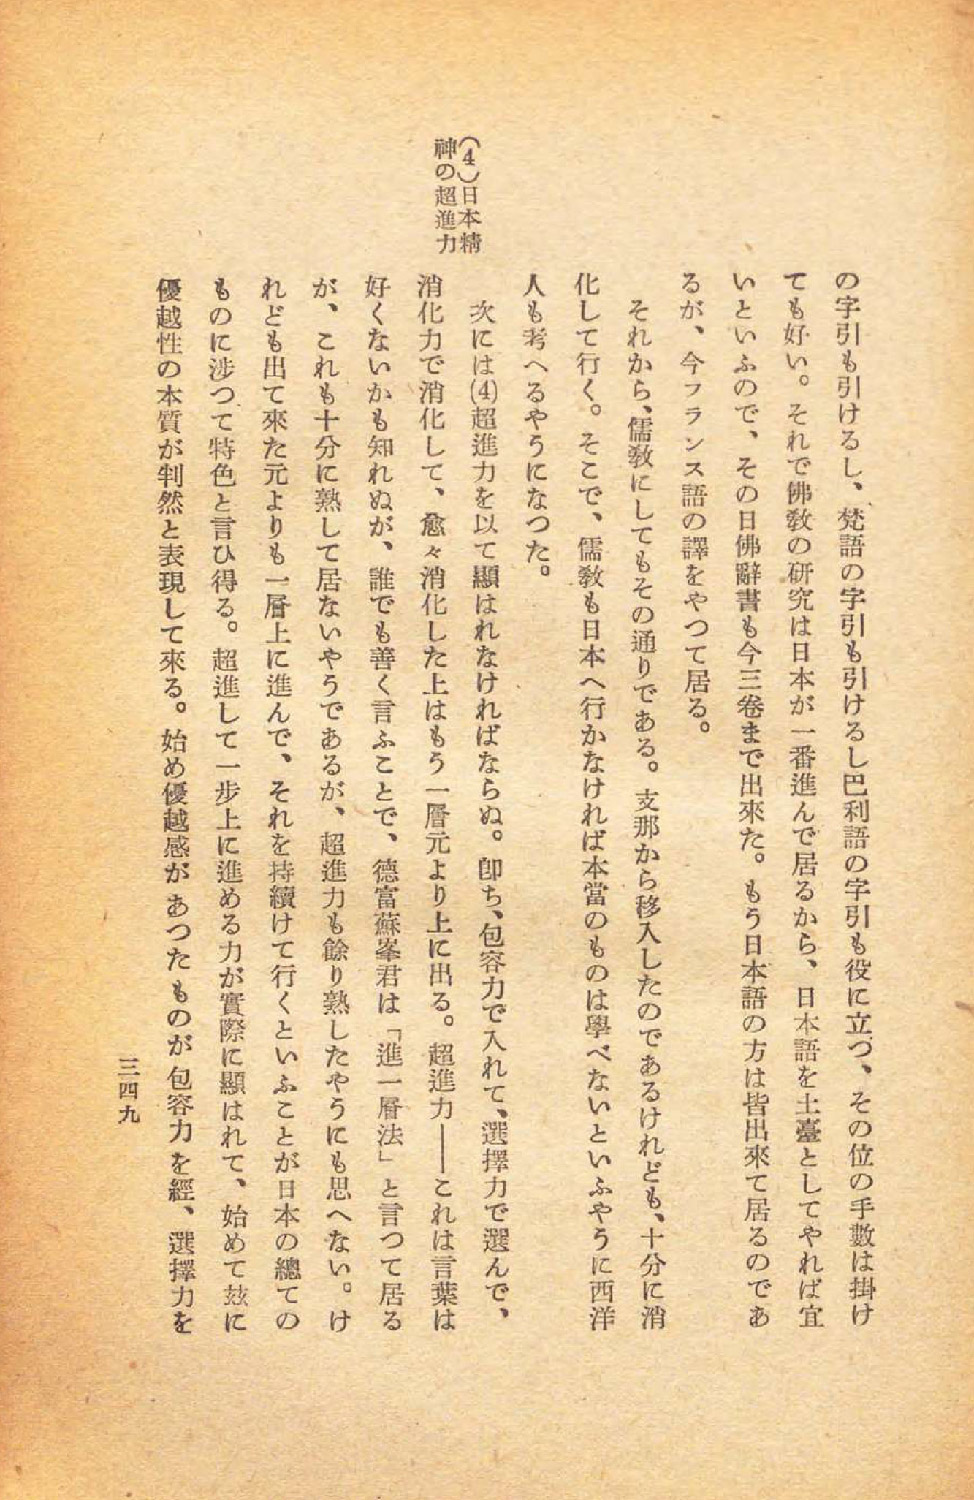 の字引も引けるし、梵語の字引も引けるし巴利語の字引も役に立つ、その位の手數は掛け
ても好い。それで佛敎の硏究は日本が一番進んで居るから、日本語を土臺としてやれば宜
いといふので、その日佛辭書も今三卷まで出來た。もう日本語の方は皆出來て居るのであ
るが、今フランス語の譯をやつて居る。
それから、儒敎にしてもその通りである。支那から移入したのであるけれども、十分に消
化して行く。そこで、儒敎も日本へ行かなければ本當のものは學べないといふやうに西洋
人も考へるやうになつた。
(4)日本精
神の超進力
次には(4)超進力を以て顯はれなければならぬ。卽ち、包容力で入れて、選擇力で選んで、
消化力で消化して、愈々消化した上はもう一層元より上に出る。超進力――これは言葉は
好くないかも知れぬが、誰でも善く言ふことで、德富蘇峯君は「進一層法」と言つて居る
が、これも十分に熟して居ないやうであるが、超進力も餘り熟したやうにも思へない。け
れども出て來た元よりも一層上に進んで、それを持續けて行くといふことが日本の總ての
ものに涉つて特色と言ひ得る。超進して一步上に進める力が實際に顯はれて、始めて玆に
優越性の本質が判然と表現して來る。始め優越感があつたものが包容力を經、選擇力を
三四九